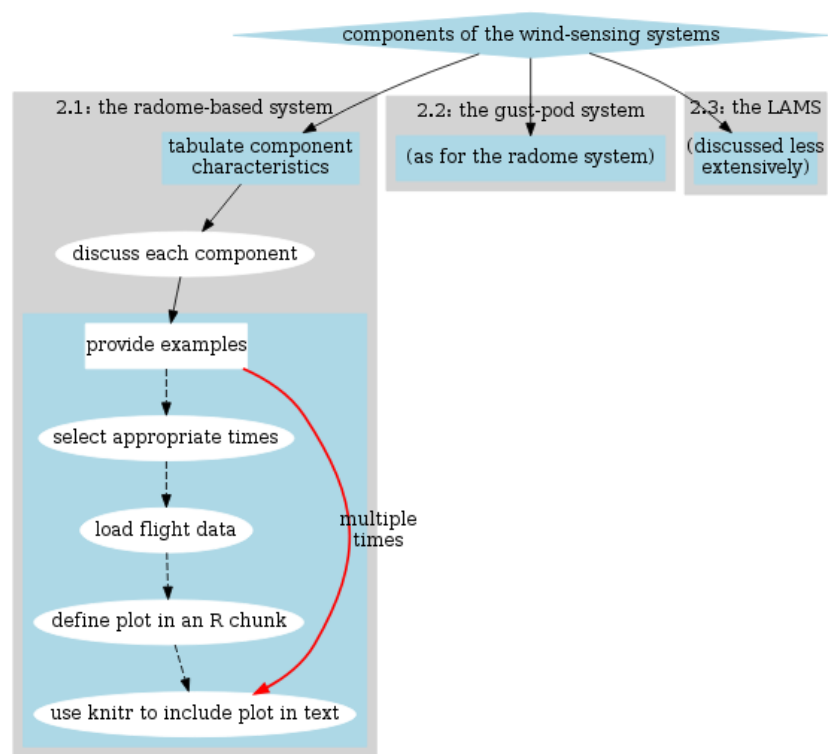 components of the wind-sensing systems
2.1: the radome-based system
tabulate component
characteristics
discuss each component
provide examples
select appropriate times
load flight data
define plot in an R chunk
use knitr to include plot in text
multiple
times
2.2: the gust-pod system
(as for the radome system)
2.3: the LAMS
(discussed less
extensively)